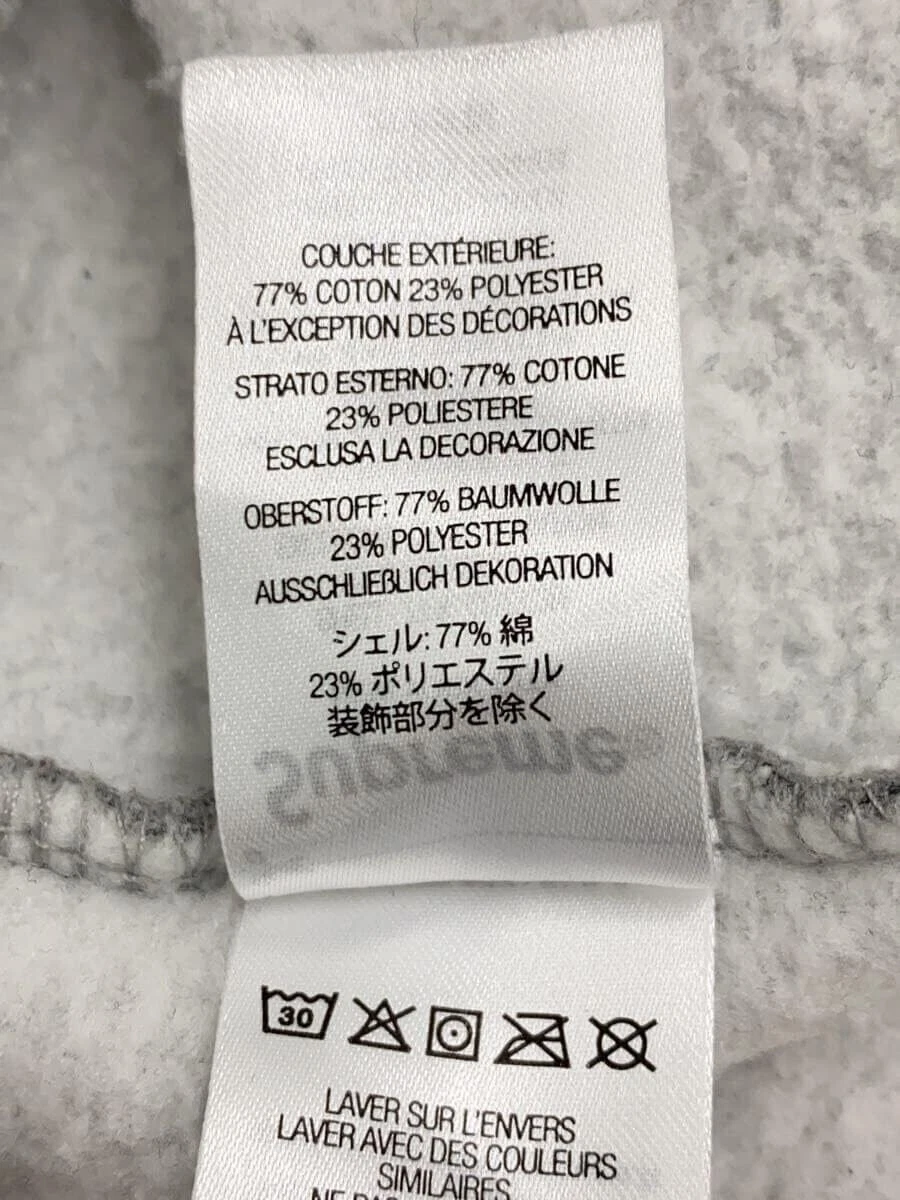 COUCHE EXTÉRIEURE:
77% COTON 23% POLYESTER
À L'EXCEPTION DES DÉCORATIONS
STRATO ESTERNO: 77% COTONE
23% POLIESTERE
ESCLUSA LA DECORAZIONE
OBERSTOFF: 77% BAUMWOLLE
23% POLYESTER
AUSSCHLIEßLICH DEKORATION
シェル: 77% 綿
23% ポリエステル
装飾部分を除く
Supreme
30
LAVER SUR L'ENVERS
LAVER AVEC DES COULEURS
SIMILAIRES